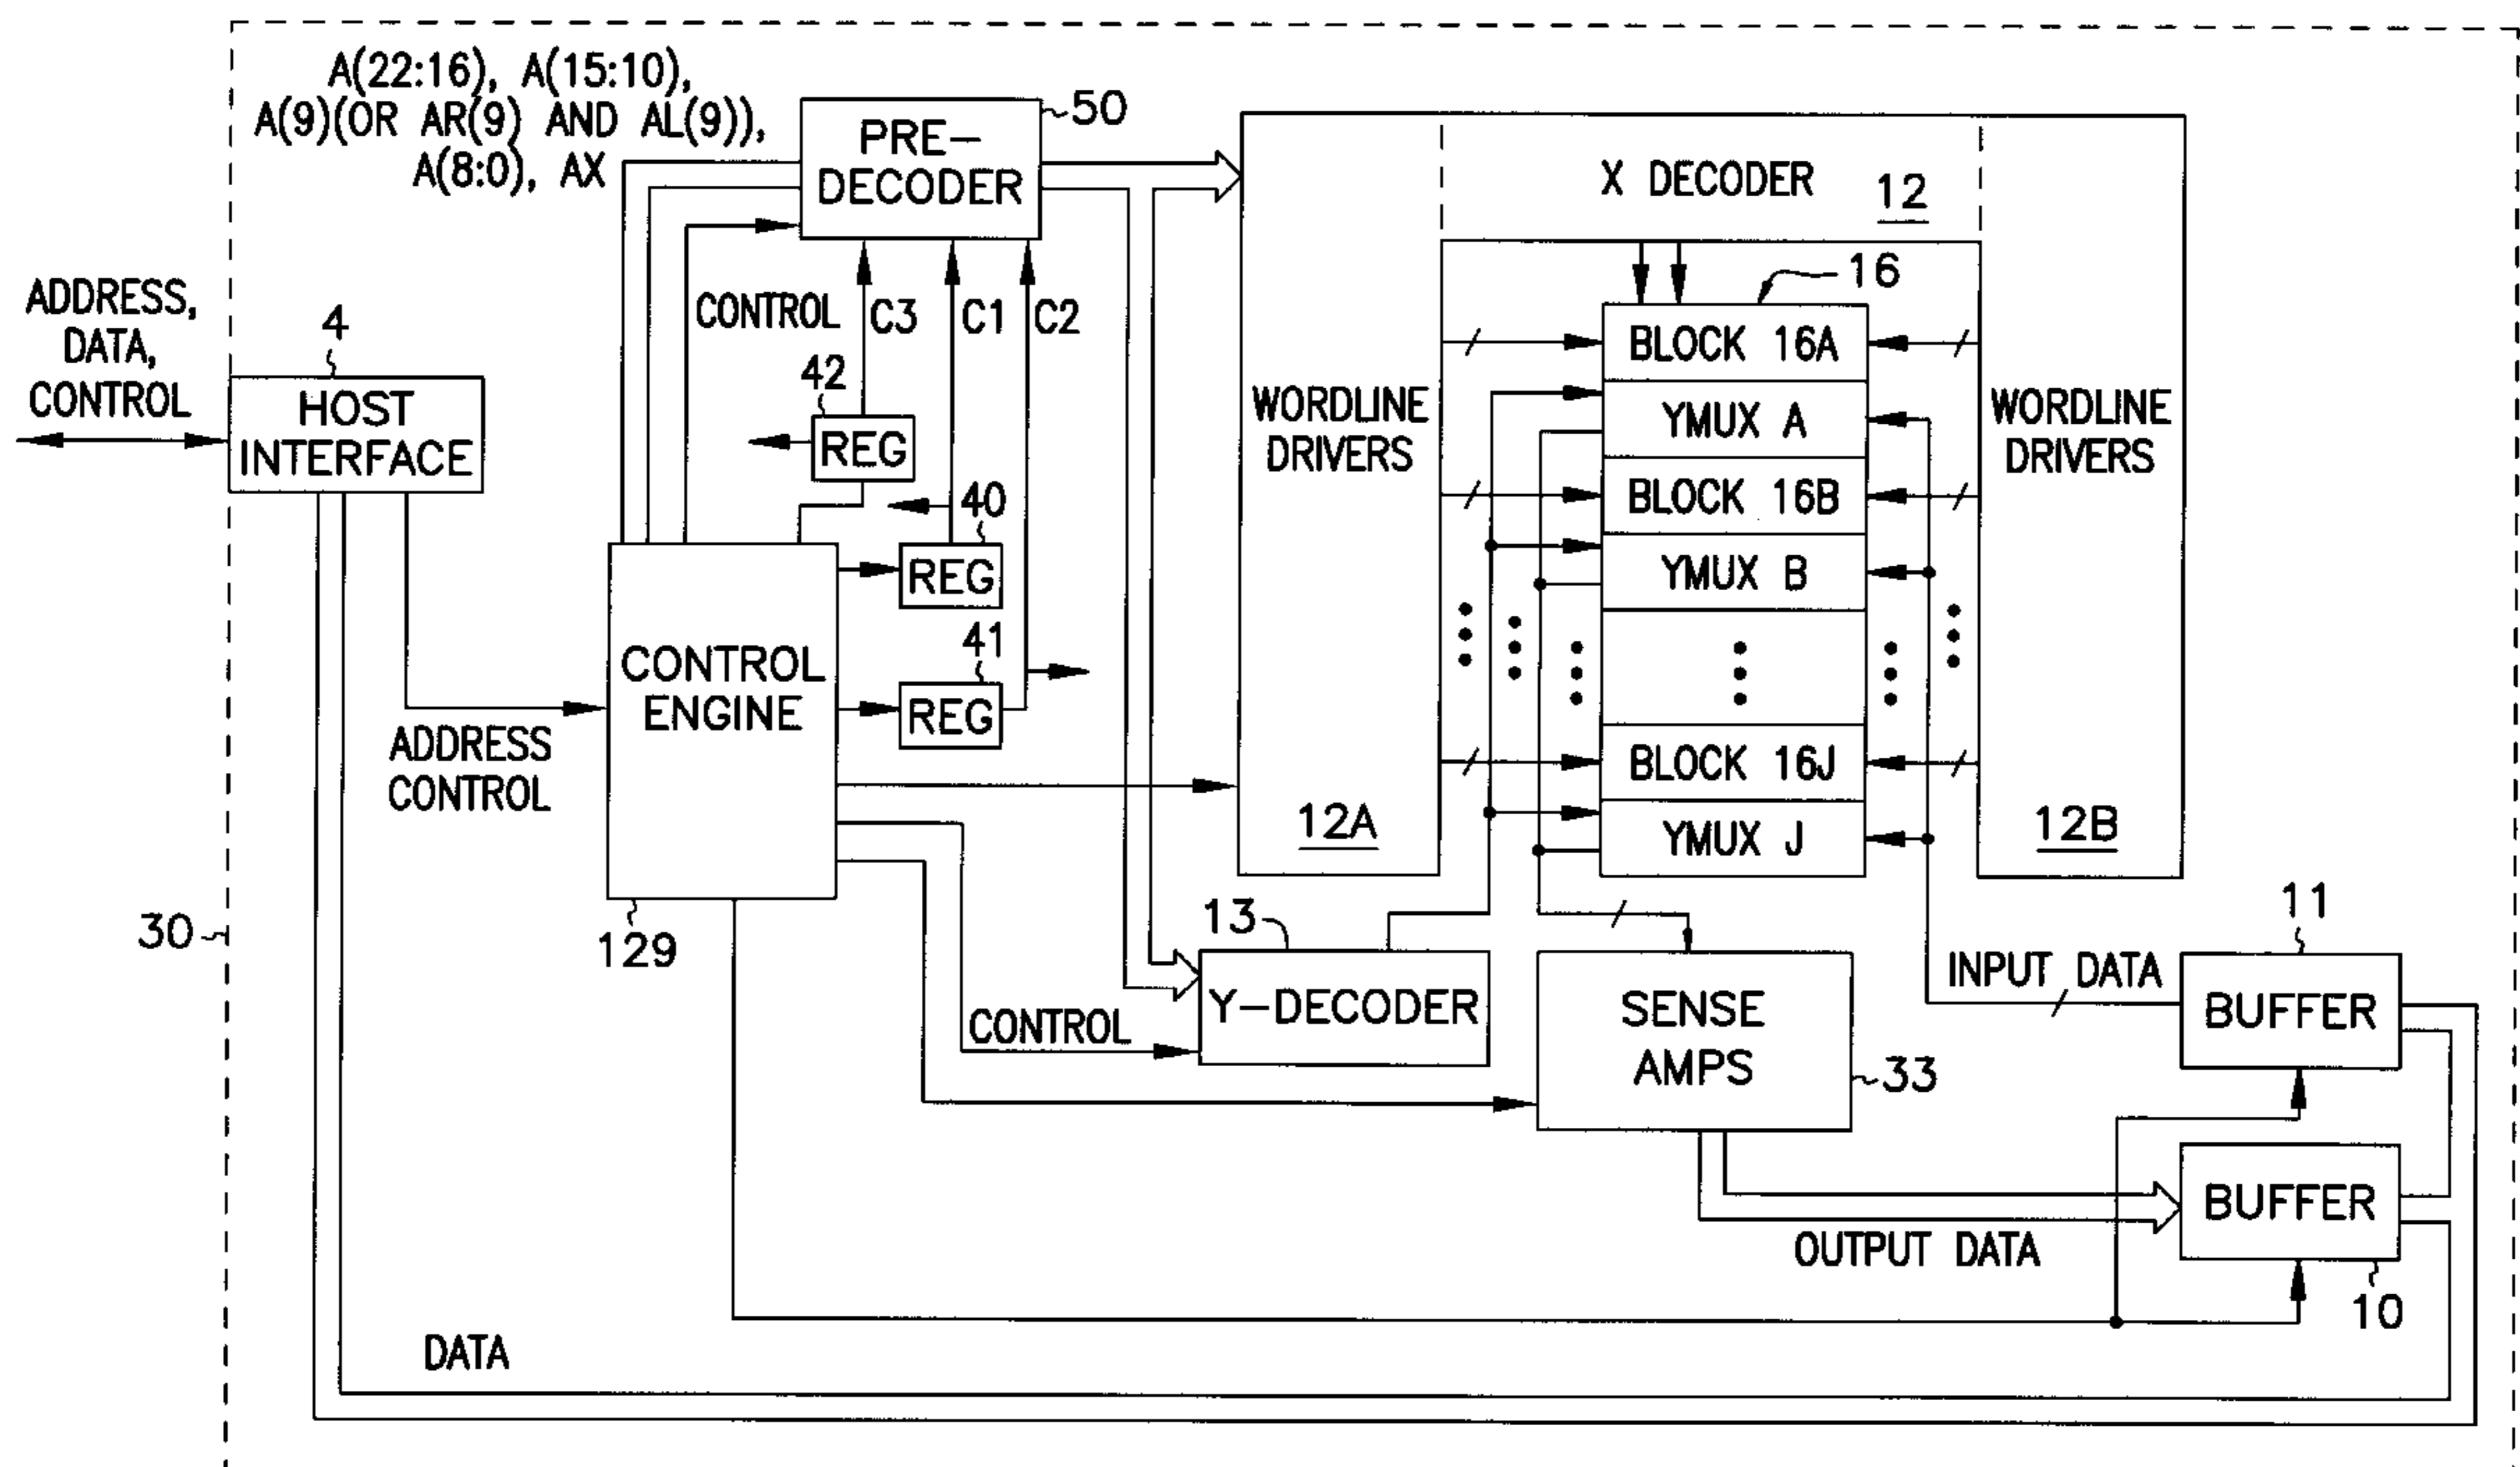 A(22:16), A(15:10),
A(9)(OR AR(9) AND AL(9)),
A(8:0), AX
50
PRE-
DECODER
X DECODER
12
16
ADDRESS,
DATA,
CONTROL
4
HOST
INTERFACE
CONTROL
C3
C1
C2
42
REG
40
REG
41
REG
CONTROL
ENGINE
129
ADDRESS
CONTROL
WORDLINE
DRIVERS
12A
BLOCK 16A
YMUX A
BLOCK 16B
YMUX B
BLOCK 16J
YMUX J
WORDLINE
DRIVERS
12B
30
13
Y-DECODER
CONTROL
SENSE
AMPS
33
INPUT DATA
11
BUFFER
BUFFER
10
OUTPUT DATA
DATA